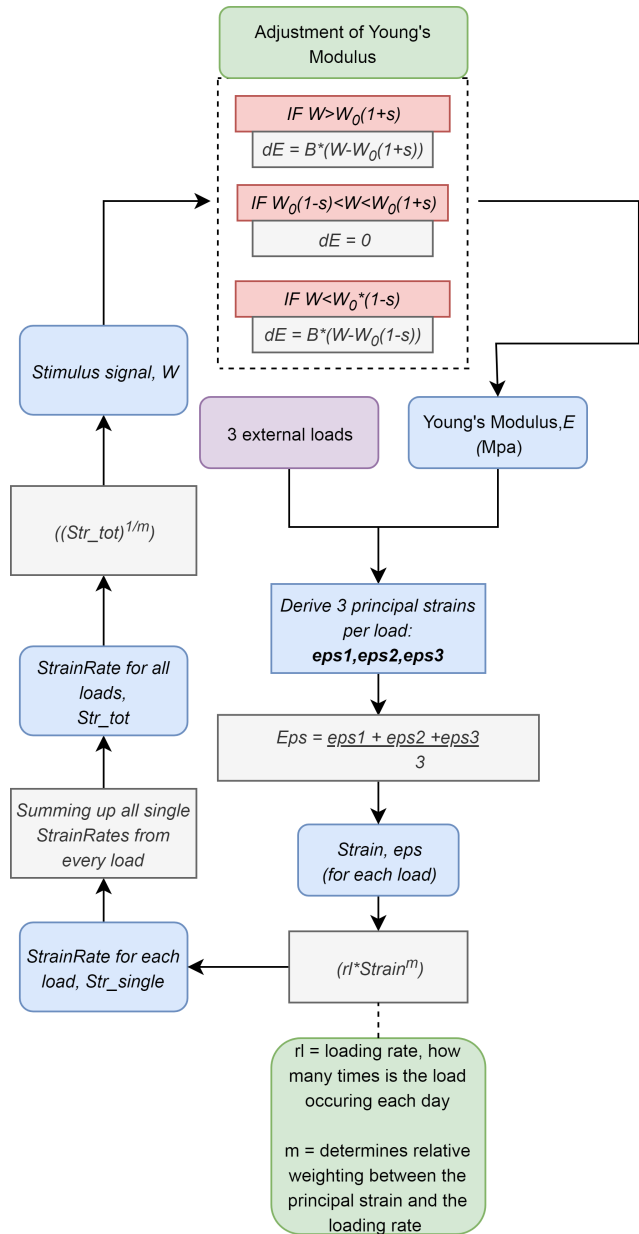 Adjustment of Young's
Modulus
IF W>W₀(1+s)
dE = B*(W-W₀(1+s))
IF W₀(1-s)<W<W₀(1+s)
dE = 0
IF W<W₀*(1-s)
dE = B*(W-W₀(1-s))
Stimulus signal, W
3 external loads
Young's Modulus,E
(Mpa)
((Str_tot)^1/m)
Derive 3 principal strains
per load:
eps1,eps2,eps3
StrainRate for all
loads,
Str_tot
Eps = eps1 + eps2 +eps3
3
Summing up all single
StrainRates from
every load
Strain, eps
(for each load)
StrainRate for each
load, Str_single
(rl*Strain^m)
rl = loading rate, how
many times is the load
occuring each day
m = determines relative
weighting between the
principal strain and the
loading rate